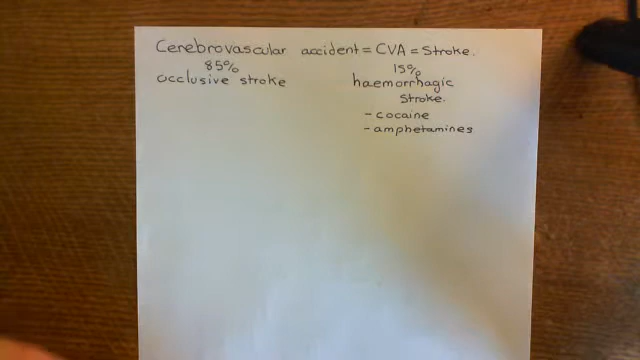 Cerebrovascular accident = CVA = Stroke.
85% 15%
occlusive stroke haemorrhagic
Stroke.
- cocaine
- amphetamines